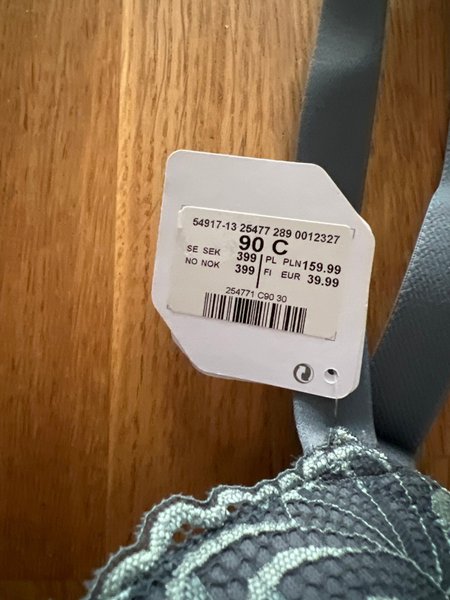 54917-13 25477 289 0012327
90 C
SE SEK 399 PL PLN 159.99
NO NOK 399 FI EUR 39.99
254771 C90 30